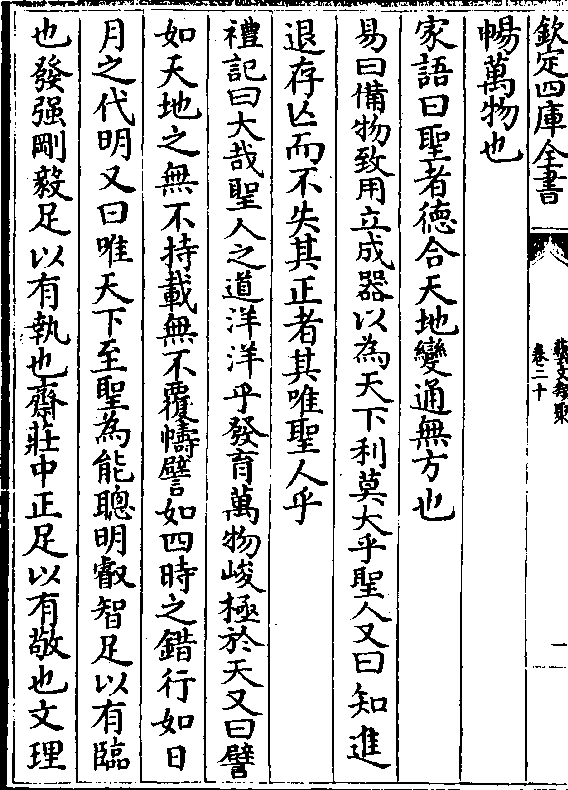 欽定四庫全書
藝文類聚
卷二十
一
暢萬物也
家語曰聖者德合天地變通無方也
易曰備物致用立成器以為天下利莫大乎聖人又曰知進
退存亾而不失其正者其唯聖人乎
禮記曰大哉聖人之道洋洋乎發育萬物峻極於天又曰譬
如天地之無不持載無不覆幬譬如四時之錯行如日
月之代明又曰唯天下至聖為能聰明叡智足以有臨
也發强剛毅足以有執也齋莊中正足以有敬也文理